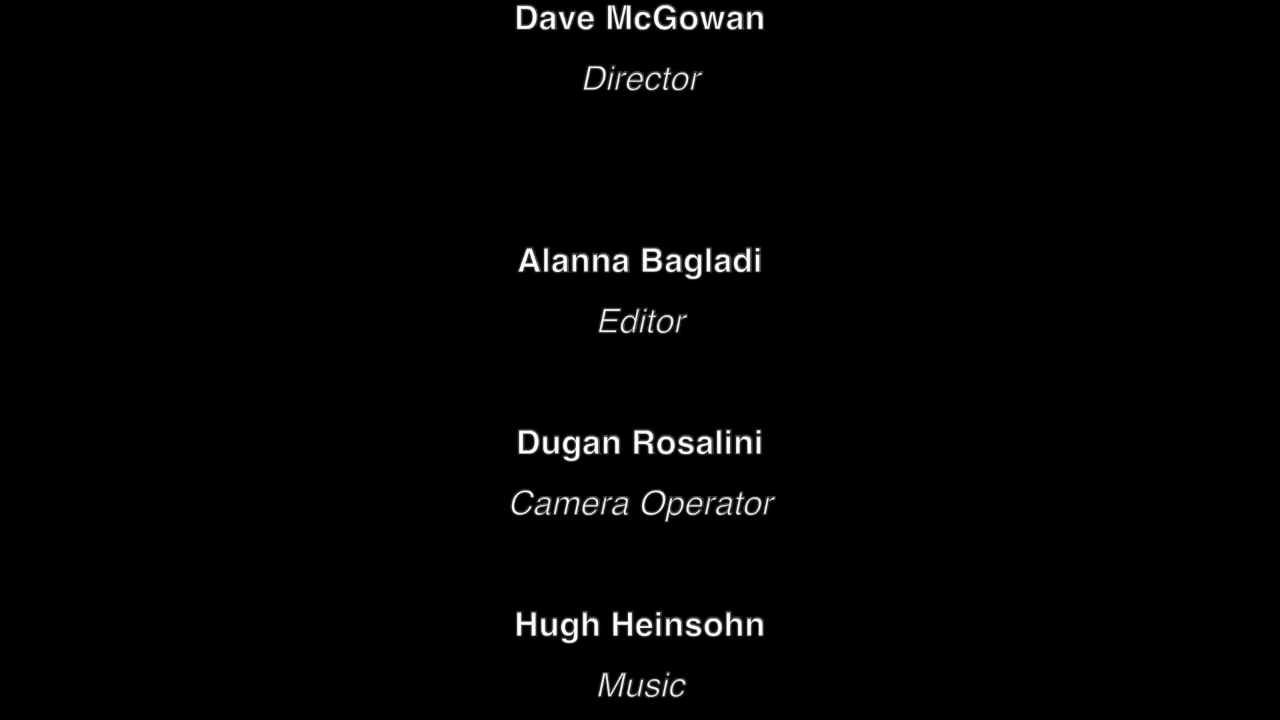 Dave McGowan
Director
Alanna Bagladi
Editor
Dugan Rosalini
Camera Operator
Hugh Heinsohn
Music